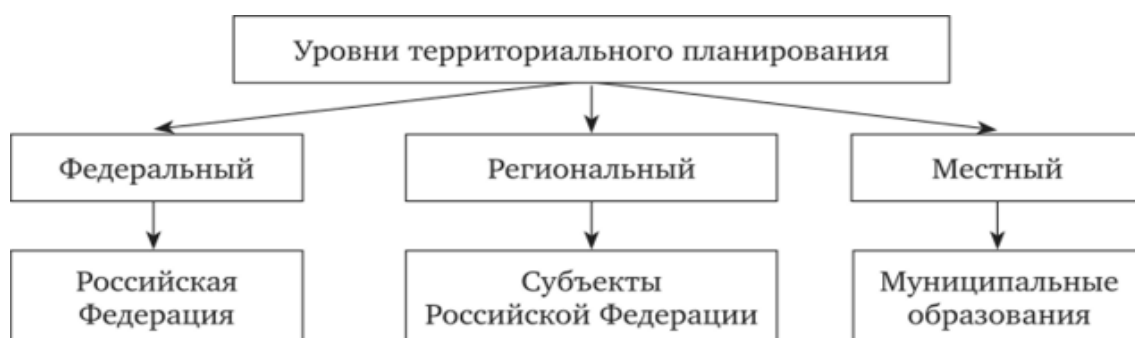 Уровни территориального планирования
Федеральный
Региональный
Местный
Российская
Федерация
Субъекты
Российской Федерации
Муниципальные
образования